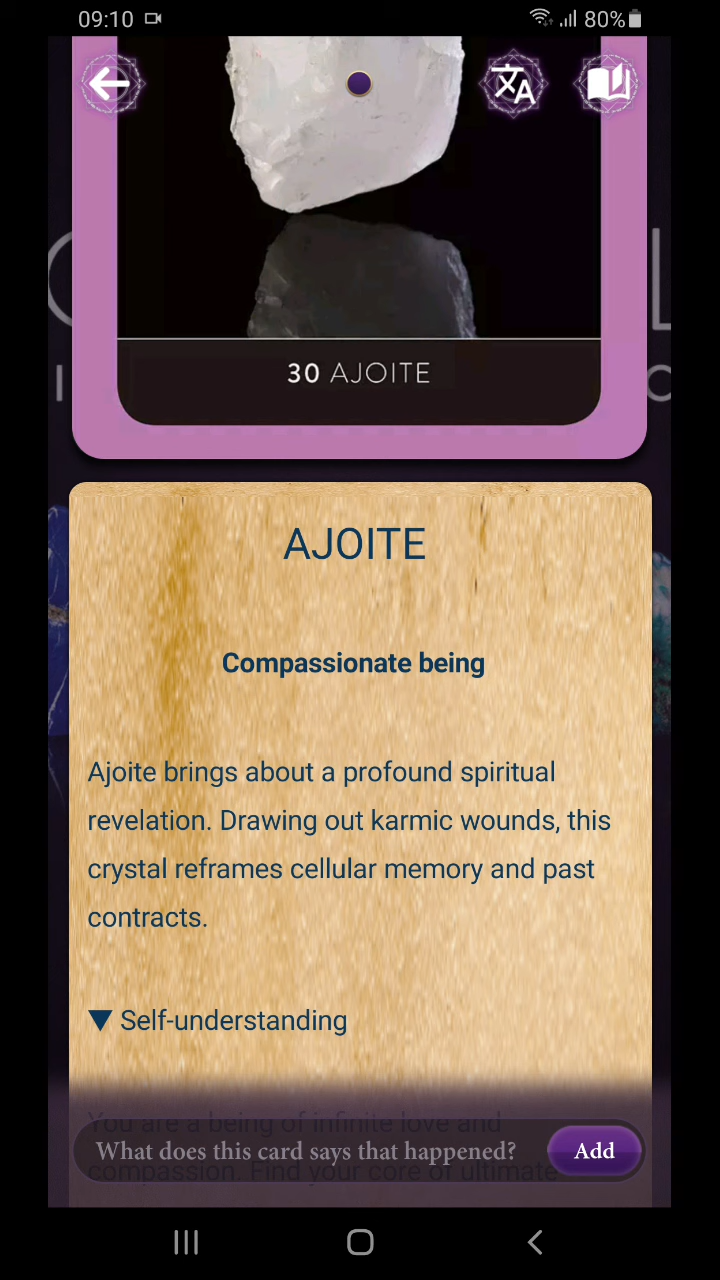 09:10
80%
30 AJOITE
AJOITE
Compassionate being
Ajoite brings about a profound spiritual
revelation. Drawing out karmic wounds, this
crystal reframes cellular memory and past
contracts.
▼ Self-understanding
You are a being of infinite love and
What does this card says that happened?
Add
compassion. Find your core of ultimate